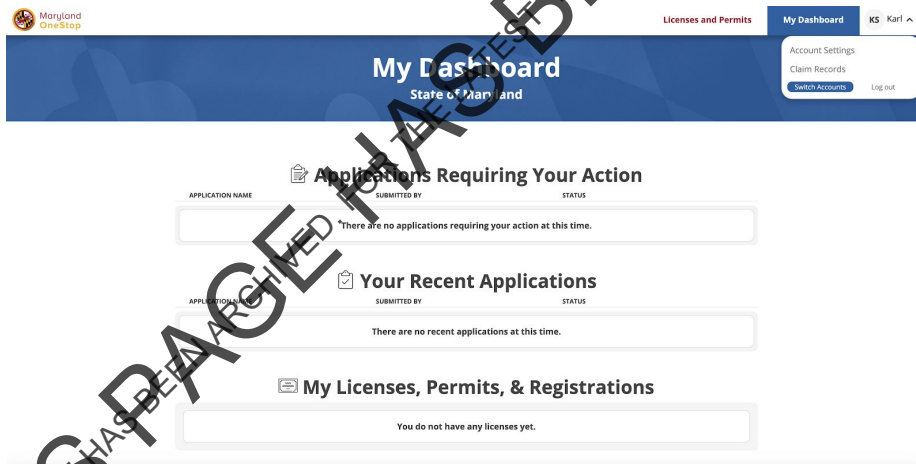 Maryland
OneStop
Licenses and Permits
My Dashboard
KS Karl
Account Settings
Claim Records
Switch Accounts Log out
My Dashboard
State of Maryland
Applications Requiring Your Action
APPLICATION NAME SUBMITTED BY STATUS
There are no applications requiring your action at this time.
Your Recent Applications
APPLICATION NAME SUBMITTED BY STATUS
There are no recent applications at this time.
My Licenses, Permits, & Registrations
You do not have any licenses yet.
PAGE HAS
HAS BEEN ARCHIVED. FOR THE LATEST